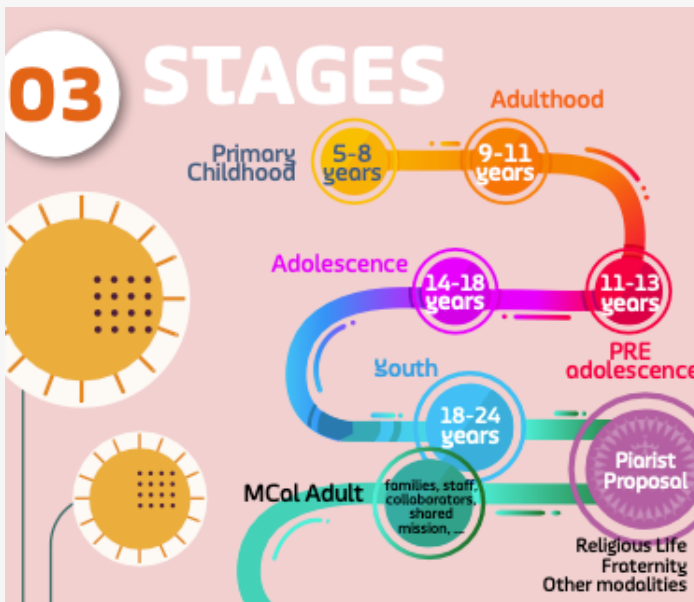 03
STAGES
Adulthood
Primary
Childhood
5-8
years
9-11
years
Adolescence
14-18
years
11-13
years
PRE
adolescence
Youth
18-24
years
Piarist
Proposal
MCal Adult
families, staff,
collaborators,
shared
mission, ...
Religious Life
Fraternity
Other modalities